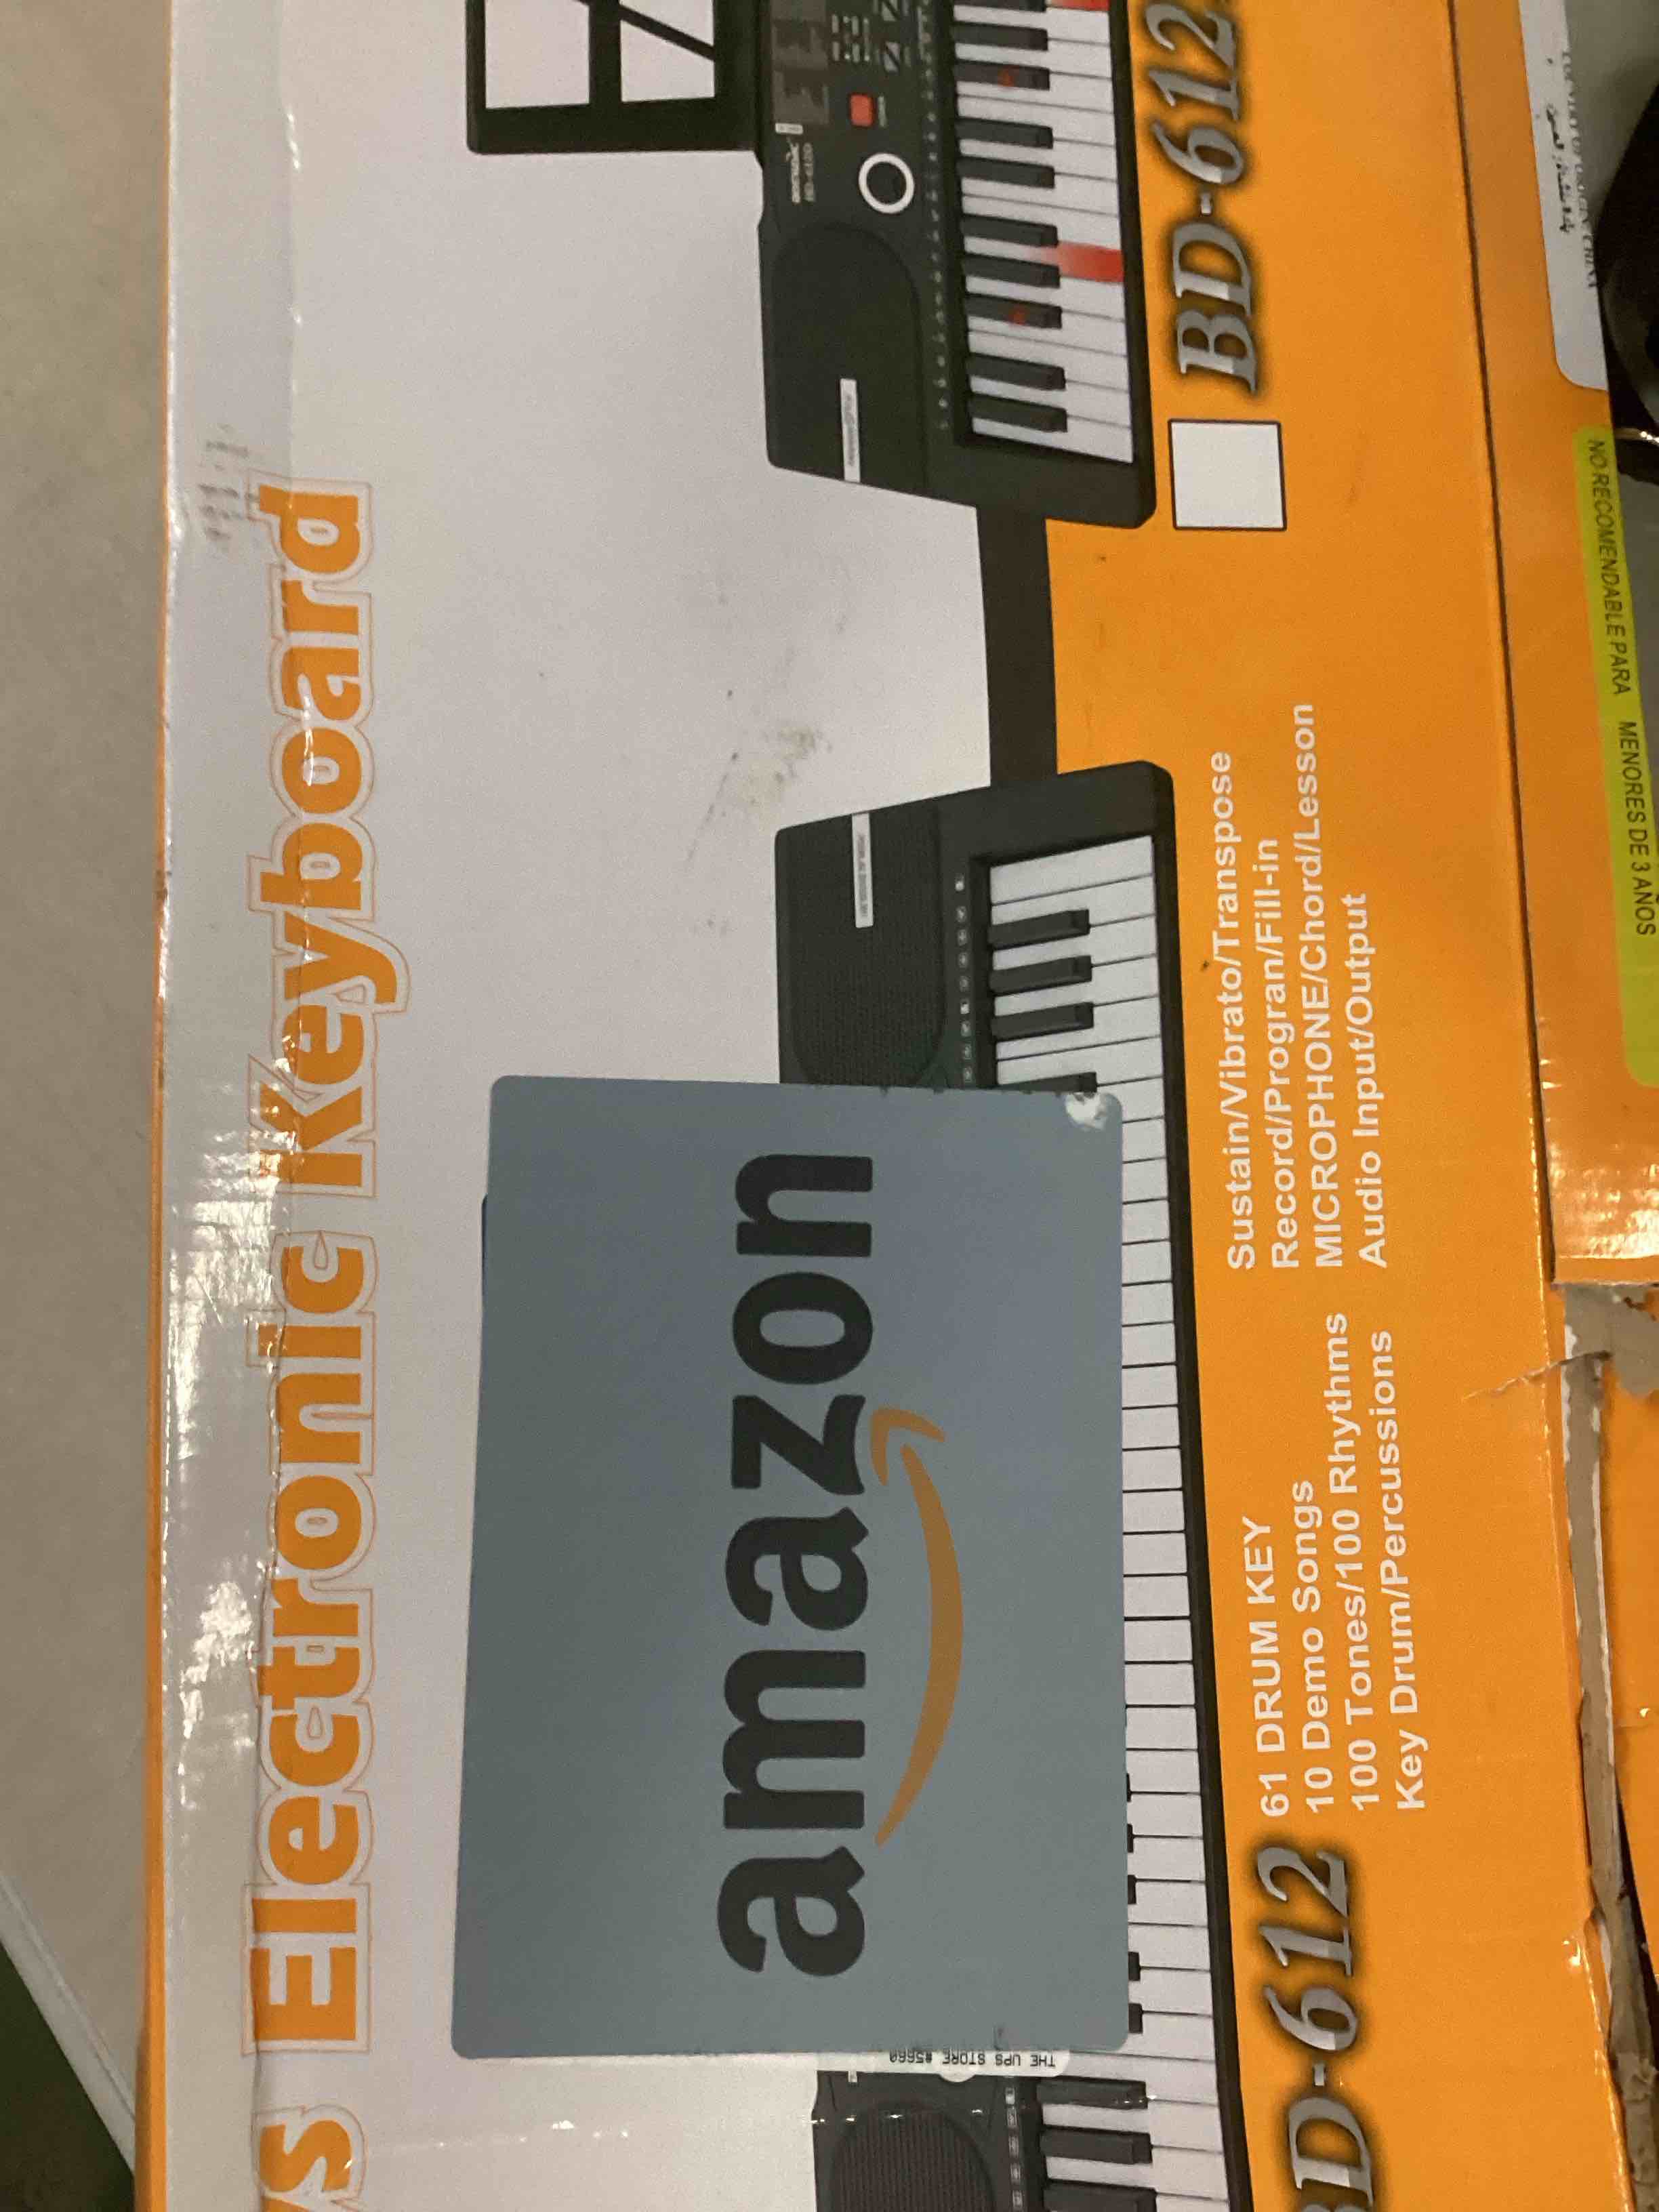 s Electronic Keyboard
amazon
THE UPS STORE #5660
BD-612
61 DRUM KEY
10 Demo Songs
100 Tones/100 Rhythms
Key Drum/Percussions
Sustain/Vibrato/Transpose
Record/Progran/Fill-in
MICROPHONE/Chord/Lesson
Audio Input/Output
BD-612
NO RECOMENDABLE PARA MENORES DE 3 AÑOS